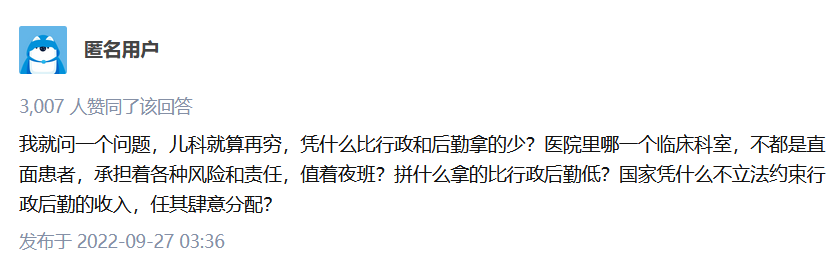 匿名用户
3,007 人赞同了该回答
我就问一个问题，儿科就算再穷，凭什么比行政和后勤拿的少？医院里哪一个临床科室，不都是直
面患者，承担着各种风险和责任，值着夜班？拼什么拿的比行政后勤低？国家凭什么不立法约束行
政后勤的收入，任其肆意分配？
发布于 2022-09-27 03:36